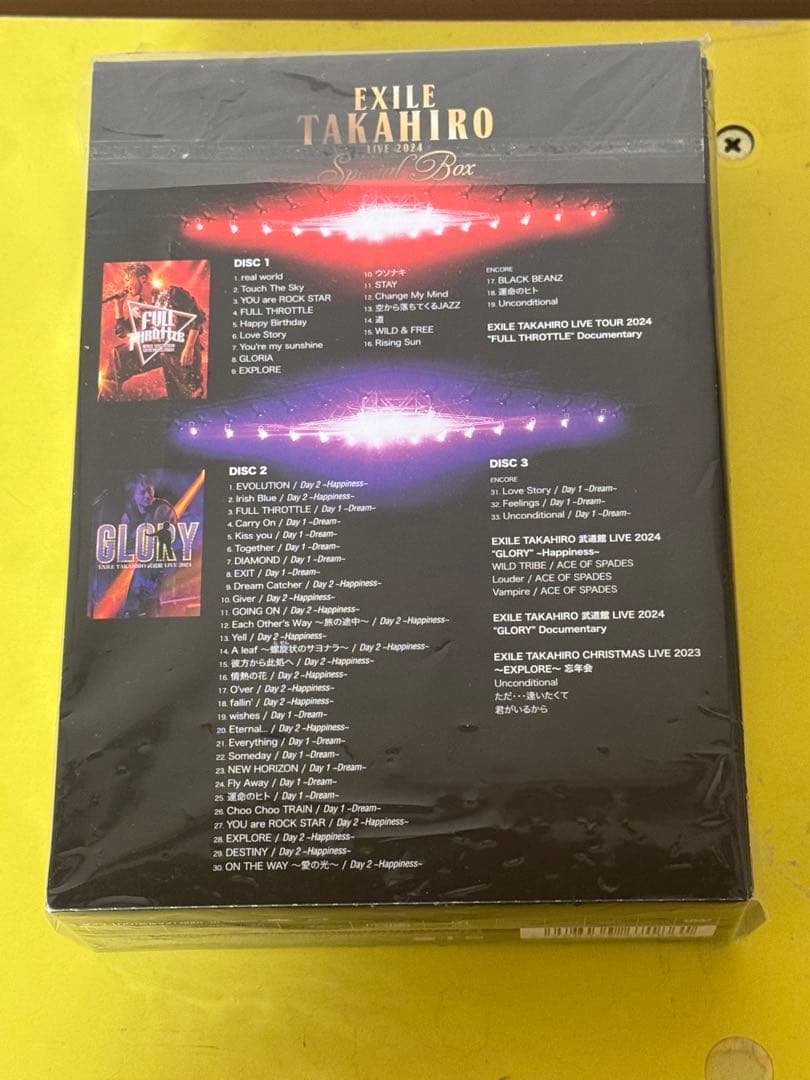 EXILE
TAKAHIRO
LIVE 2024
Special Box
DISC 1
1. real world
2. Touch The Sky
3. YOU are ROCK STAR
4. FULL THROTTLE
5. Happy Birthday
6. Love Story
7. You're my sunshine
8. GLORIA
9. EXPLORE
10. ウソナキ
11. STAY
12. Change My Mind
13. 空から落ちてくるJAZZ
14. 道
15. WILD & FREE
16. Rising Sun
ENCORE
17. BLACK BEANZ
18. 運命のヒト
19. Unconditional
EXILE TAKAHIRO LIVE TOUR 2024
"FULL THROTTLE" Documentary
FULL
THROTTLE
DISC 2
1. EVOLUTION / Day 2 ~Happiness~
2. Irish Blue / Day 2 ~Happiness~
3. FULL THROTTLE / Day 1 ~Dream~
4. Carry On / Day 1 ~Dream~
5. Kiss you / Day 1 ~Dream~
6. Together / Day 1 ~Dream~
7. DIAMOND / Day 1 ~Dream~
8. EXIT / Day 1 ~Dream~
9. Dream Catcher / Day 2 ~Happiness~
10. Giver / Day 2 ~Happiness~
11. GOING ON / Day 2 ~Happiness~
12. Each Other's Way ～旅の途中～ / Day 2 ~Happiness~
13. Yell / Day 2 ~Happiness~
14. A leaf ～螺旋状のサヨナラ～ / Day 2 ~Happiness~
15. 彼方から此処へ / Day 2 ~Happiness~
16. 情熱の花 / Day 2 ~Happiness~
17. O'ver / Day 2 ~Happiness~
18. fallin' / Day 2 ~Happiness~
19. wishes / Day 1 ~Dream~
20. Eternal... / Day 2 ~Happiness~
21. Everything / Day 1 ~Dream~
22. Someday / Day 1 ~Dream~
23. NEW HORIZON / Day 1 ~Dream~
24. Fly Away / Day 1 ~Dream~
25. 運命のヒト / Day 1 ~Dream~
26. Choo Choo TRAIN / Day 1 ~Dream~
27. YOU are ROCK STAR / Day 2 ~Happiness~
28. EXPLORE / Day 2 ~Happiness~
29. DESTINY / Day 2 ~Happiness~
30. ON THE WAY ～愛の光～ / Day 2 ~Happiness~
GLORY
EXILE TAKAHIRO 武道館 LIVE 2024
DISC 3
ENCORE
31. Love Story / Day 1 ~Dream~
32. Feelings / Day 1 ~Dream~
33. Unconditional / Day 1 ~Dream~
EXILE TAKAHIRO 武道館 LIVE 2024
"GLORY" ~Happiness~
WILD TRIBE / ACE OF SPADES
Louder / ACE OF SPADES
Vampire / ACE OF SPADES
EXILE TAKAHIRO 武道館 LIVE 2024
"GLORY" Documentary
EXILE TAKAHIRO CHRISTMAS LIVE 2023
～EXPLORE～ 忘年会
Unconditional
ただ・・・逢いたくて
君がいるから